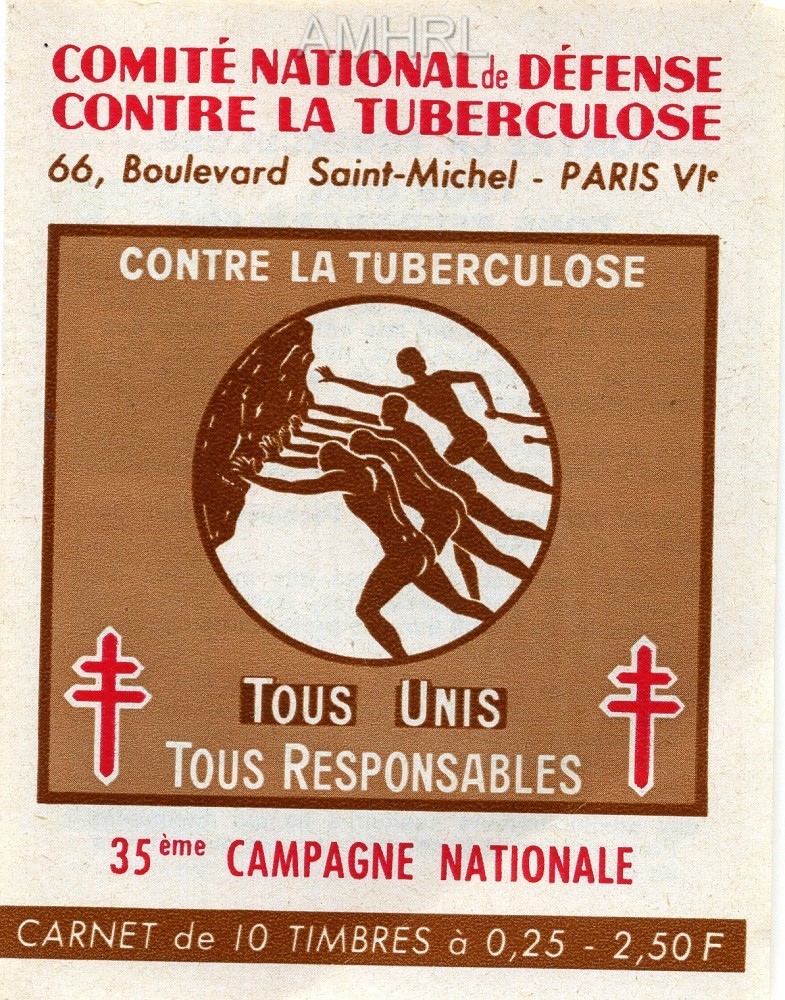 AMHRL
COMITÉ NATIONAL de DÉFENSE
CONTRE LA TUBERCULOSE
66, Boulevard Saint-Michel - PARIS VIe
CONTRE LA TUBERCULOSE
TOUS UNIS
TOUS RESPONSABLES
35ème CAMPAGNE NATIONALE
CARNET de 10 TIMBRES à 0,25 - 2,50 F